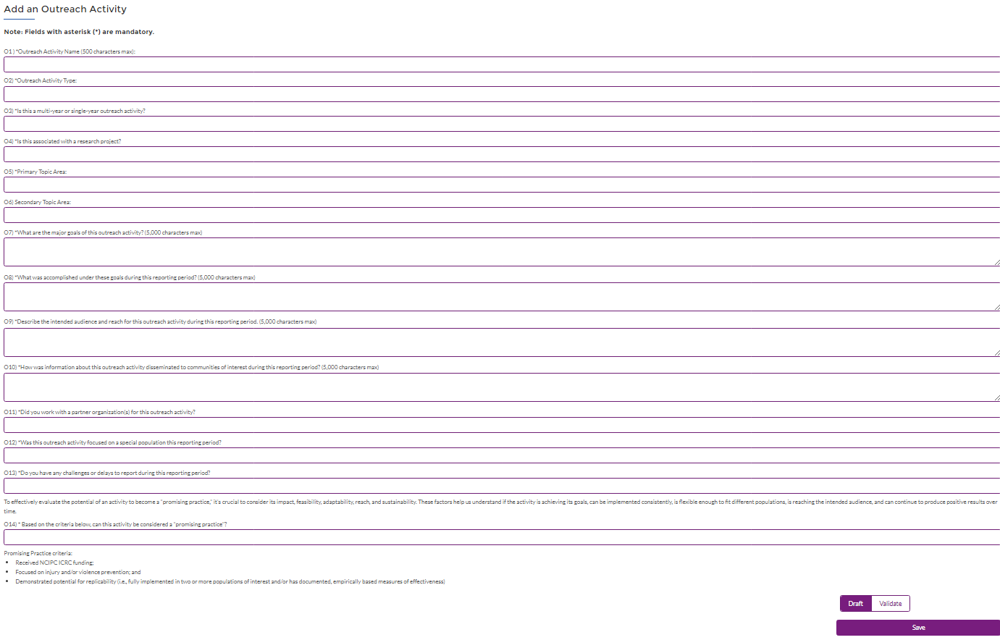 Add an Outreach Activity
Note: Fields with asterisk (*) are mandatory.
O1) *Outreach Activity Name (500 characters max):
O2) *Outreach Activity Type:
O3) *Is this a multi-year or single-year outreach activity?
O4) *Is this associated with a research project?
O5) *Primary Topic Area:
O6) Secondary Topic Area:
O7) *What are the major goals of this outreach activity? (5,000 characters max)
O8) *What was accomplished under these goals during this reporting period? (5,000 characters max)
O9) *Describe the intended audience and reach for this outreach activity during this reporting period. (5,000 characters max)
O10) *How was information about this outreach activity disseminated to communities of interest during this reporting period? (5,000 characters max)
O11) *Did you work with a partner organization(s) for this outreach activity?
O12) *Was this outreach activity focused on a special population this reporting period?
O13) *Do you have any challenges or delays to report during this reporting period?
To effectively evaluate the potential of an activity to become a "promising practice," it's crucial to consider its impact, feasibility, adaptability, reach, and sustainability. These factors help us understand if the activity is achieving its goals, can be implemented consistently, is flexible enough to fit different populations, is reaching the intended audience, and can continue to produce positive results over
time.
O14) * Based on the criteria below, can this activity be considered a "promising practice"?
Promising Practice criteria:
• Received NCIPC ICRC funding;
• Focused on injury and/or violence prevention; and
• Demonstrated potential for replicability (i.e., fully implemented in two or more populations of interest and/or has documented, empirically based measures of effectiveness)
Draft Validate
Save